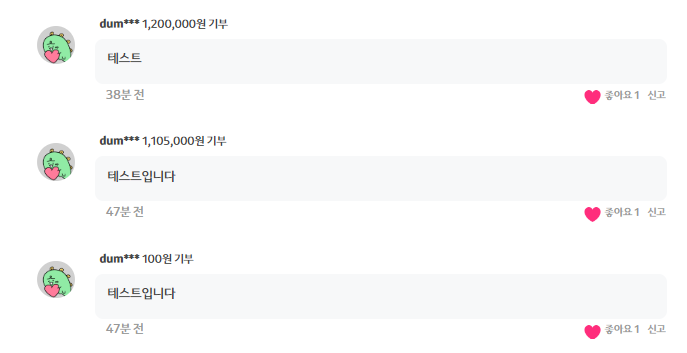 dum*** 1,200,000원 기부
테스트
38분 전
좋아요 1 신고
dum*** 1,105,000원 기부
테스트입니다
47분 전
좋아요 1 신고
dum*** 100원 기부
테스트입니다
47분 전
좋아요 1 신고